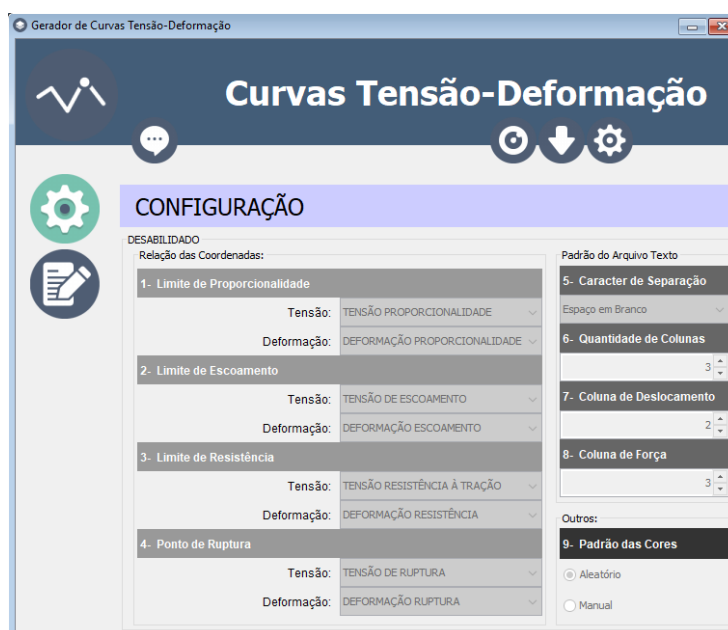 Gerador de Curvas Tensão-Deformação
Curvas Tensão-Deformação
CONFIGURAÇÃO
DESABILIDADO
Relação das Coordenadas:
1- Limite de Proporcionalidade
Tensão: TENSÃO PROPORCIONALIDADE
Deformação: DEFORMAÇÃO PROPORCIONALIDADE
2- Limite de Escoamento
Tensão: TENSÃO DE ESCOAMENTO
Deformação: DEFORMAÇÃO ESCOAMENTO
3- Limite de Resistência
Tensão: TENSÃO RESISTÊNCIA À TRAÇÃO
Deformação: DEFORMAÇÃO RESISTÊNCIA
4- Ponto de Ruptura
Tensão: TENSÃO DE RUPTURA
Deformação: DEFORMAÇÃO RUPTURA
Padrão do Arquivo Texto
5- Caracter de Separação
Espaço em Branco
6- Quantidade de Colunas
3
7- Coluna de Deslocamento
2
8- Coluna de Força
3
Outros:
9- Padrão das Cores
Aleatório
Manual